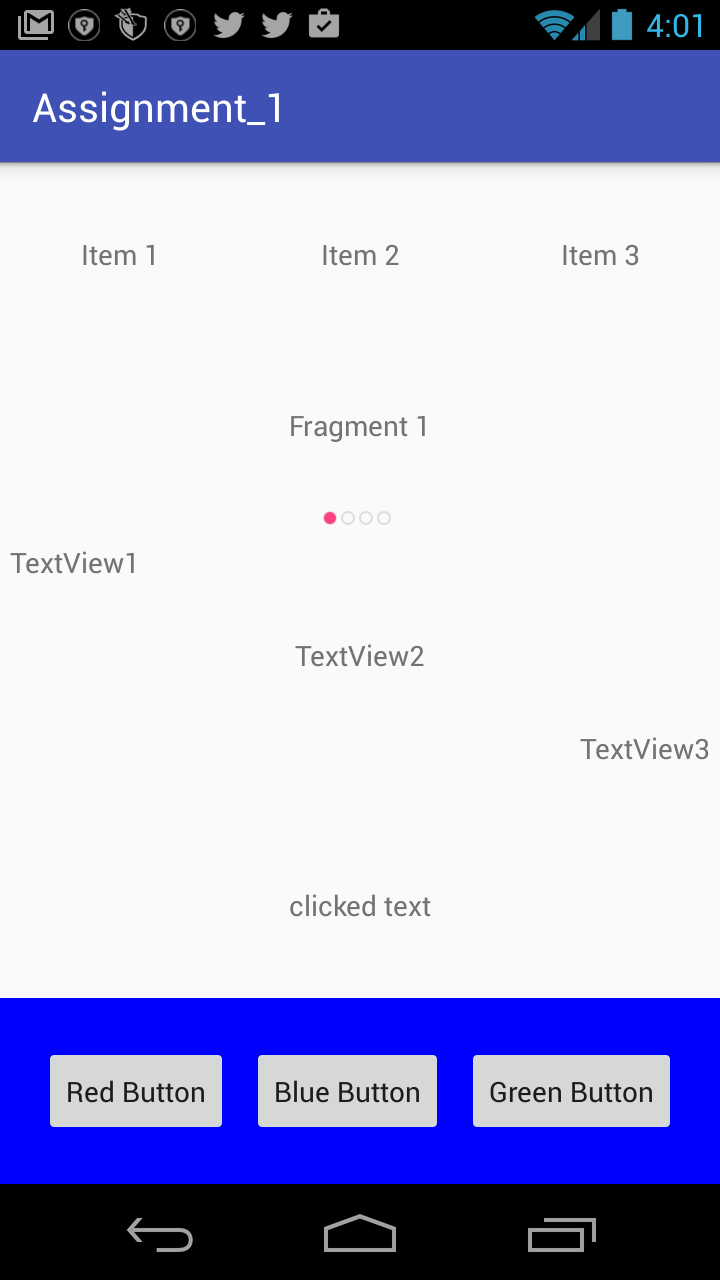 4:01
Assignment_1
Item 1 Item 2 Item 3
Fragment 1
TextView1
TextView2
TextView3
clicked text
Red Button Blue Button Green Button